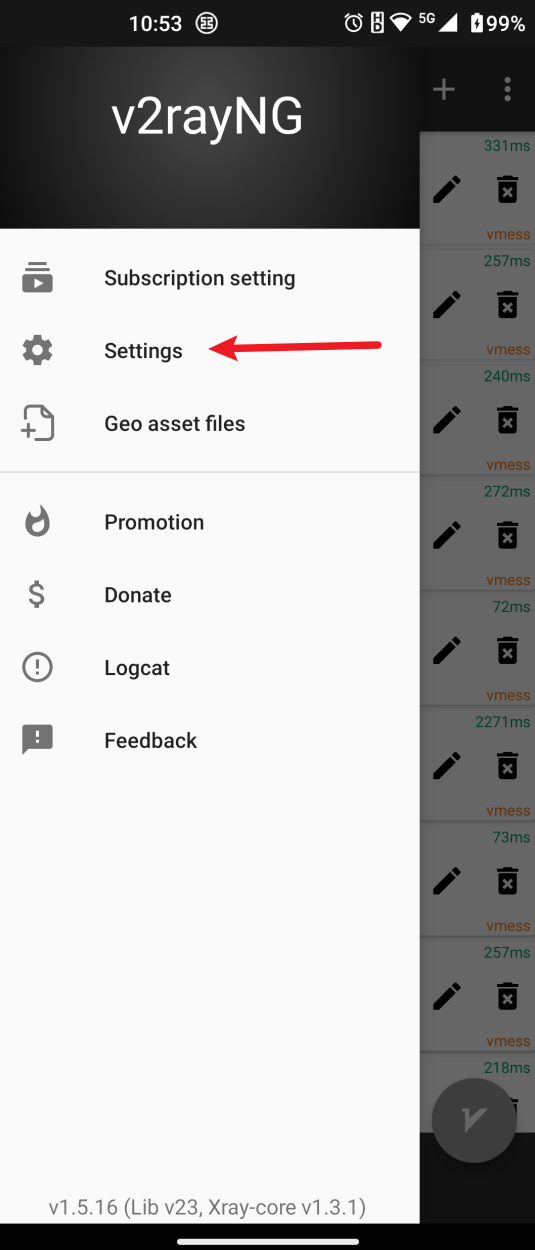 10:53 5G 99%
v2rayNG
Subscription setting
Settings
Geo asset files
Promotion
Donate
Logcat
Feedback
v1.5.16 (Lib v23, Xray-core v1.3.1)
331ms
vmess
257ms
vmess
240ms
vmess
272ms
vmess
72ms
vmess
2271ms
vmess
73ms
vmess
257ms
vmess
218ms